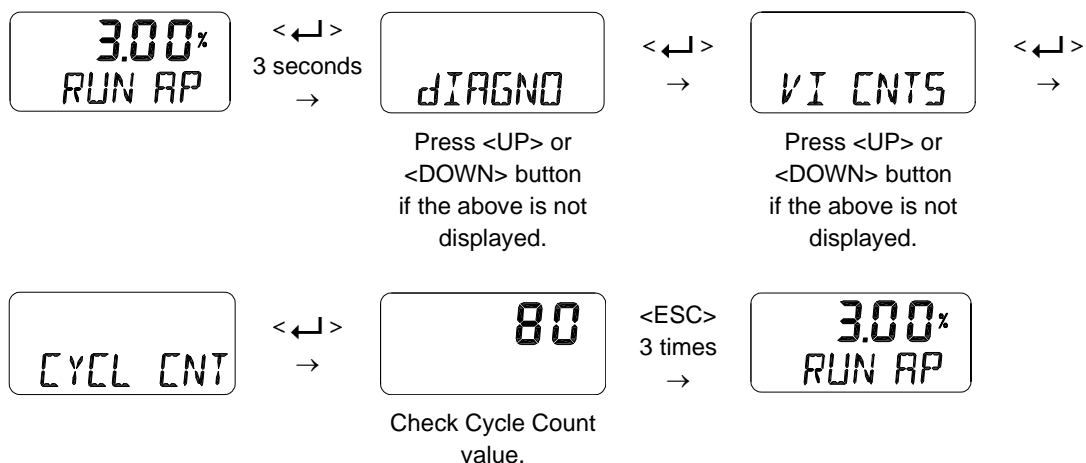 3.00%
RUN AP
< ↵ >
3 seconds
→
dIAGNO
Press <UP> or
<DOWN> button
if the above is not
displayed.
< ↵ >
→
VI CNTS
Press <UP> or
<DOWN> button
if the above is not
displayed.
< ↵ >
→
CYCL CNT
< ↵ >
→
80
Check Cycle Count
value.
<ESC>
3 times
→
3.00%
RUN AP